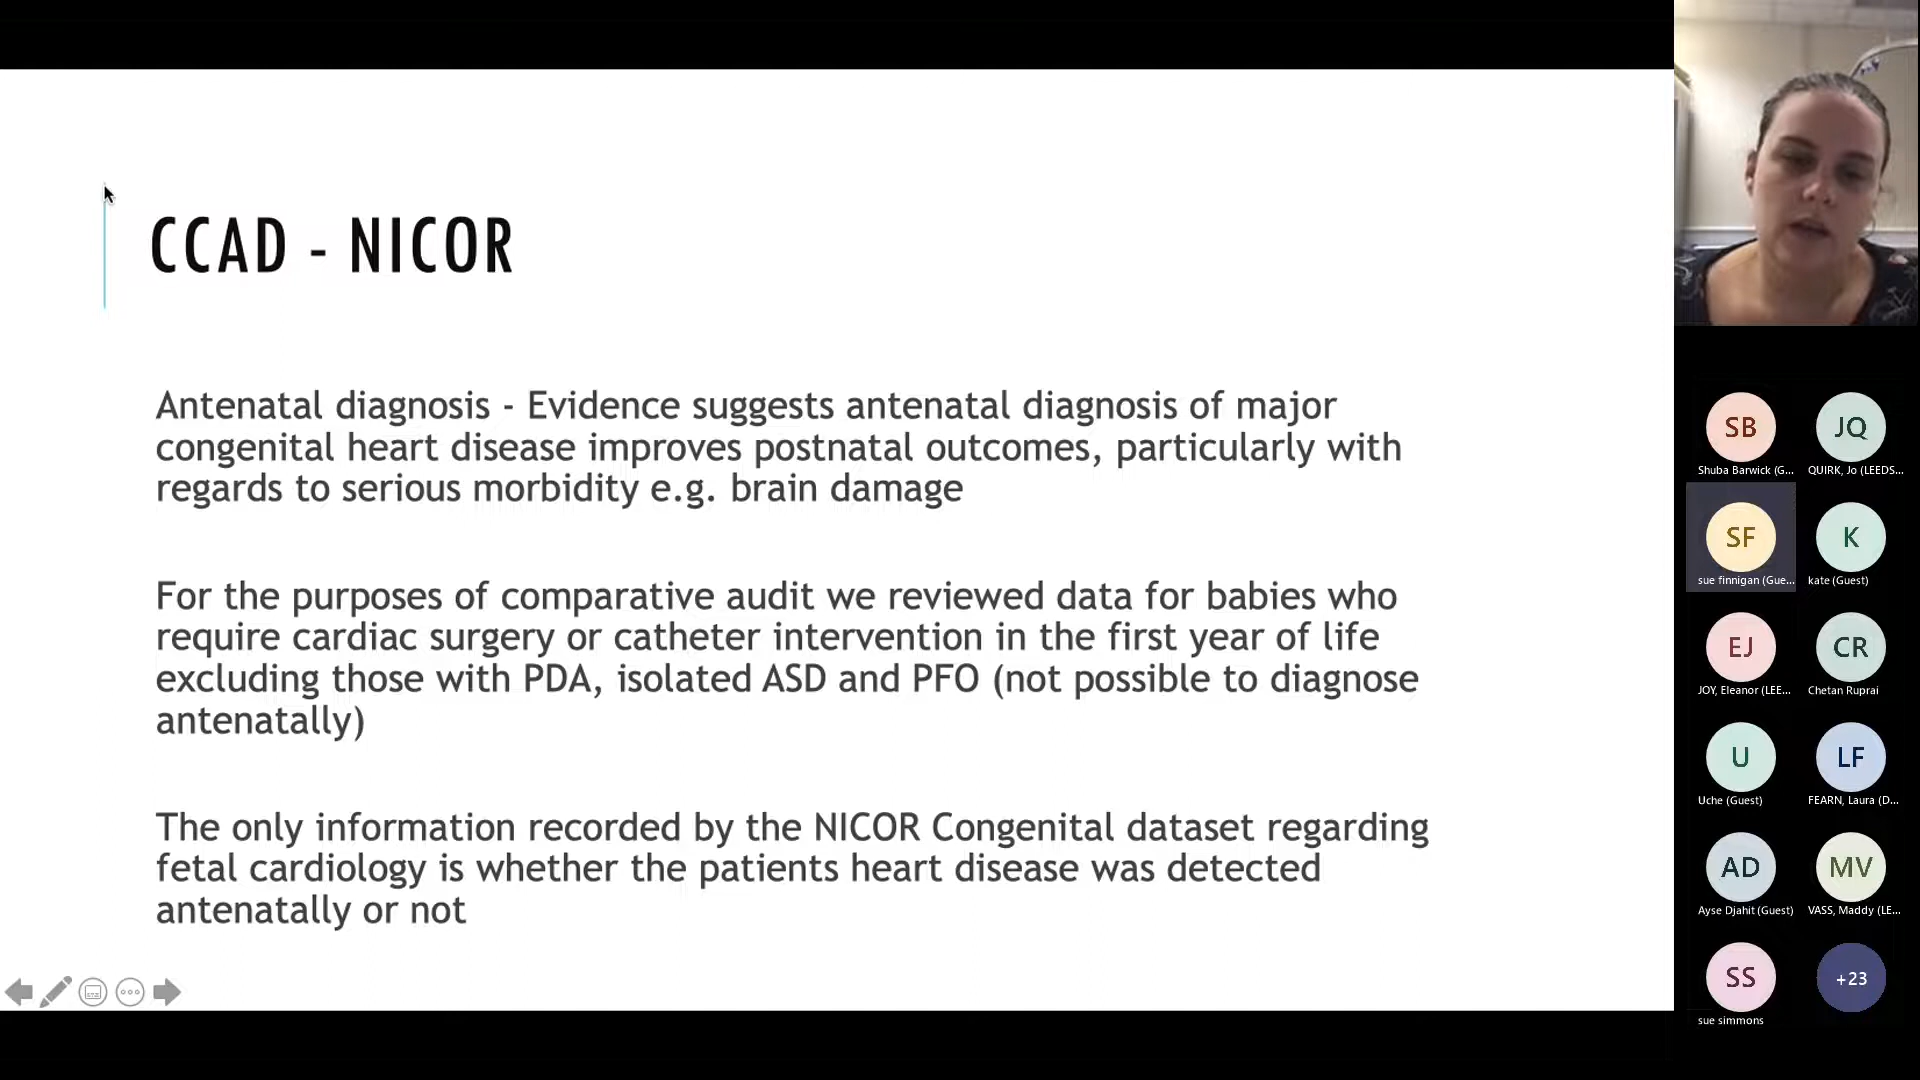 CCAD - NICOR
Antenatal diagnosis - Evidence suggests antenatal diagnosis of major
congenital heart disease improves postnatal outcomes, particularly with
regards to serious morbidity e.g. brain damage
For the purposes of comparative audit we reviewed data for babies who
require cardiac surgery or catheter intervention in the first year of life
excluding those with PDA, isolated ASD and PFO (not possible to diagnose
antenatally)
The only information recorded by the NICOR Congenital dataset regarding
fetal cardiology is whether the patients heart disease was detected
antenatally or not
SB
Shuba Barwick (G...
JQ
QUIRK, Jo (LEEDS...
SF
sue finnigan (Gue...
K
kate (Guest)
EJ
JOY, Eleanor (LEE...
CR
Chetan Ruprai
U
Uche (Guest)
LF
FEARN, Laura (D...
AD
Ayse Djahit (Guest)
MV
VASS, Maddy (LE...
SS
sue simmons
+23